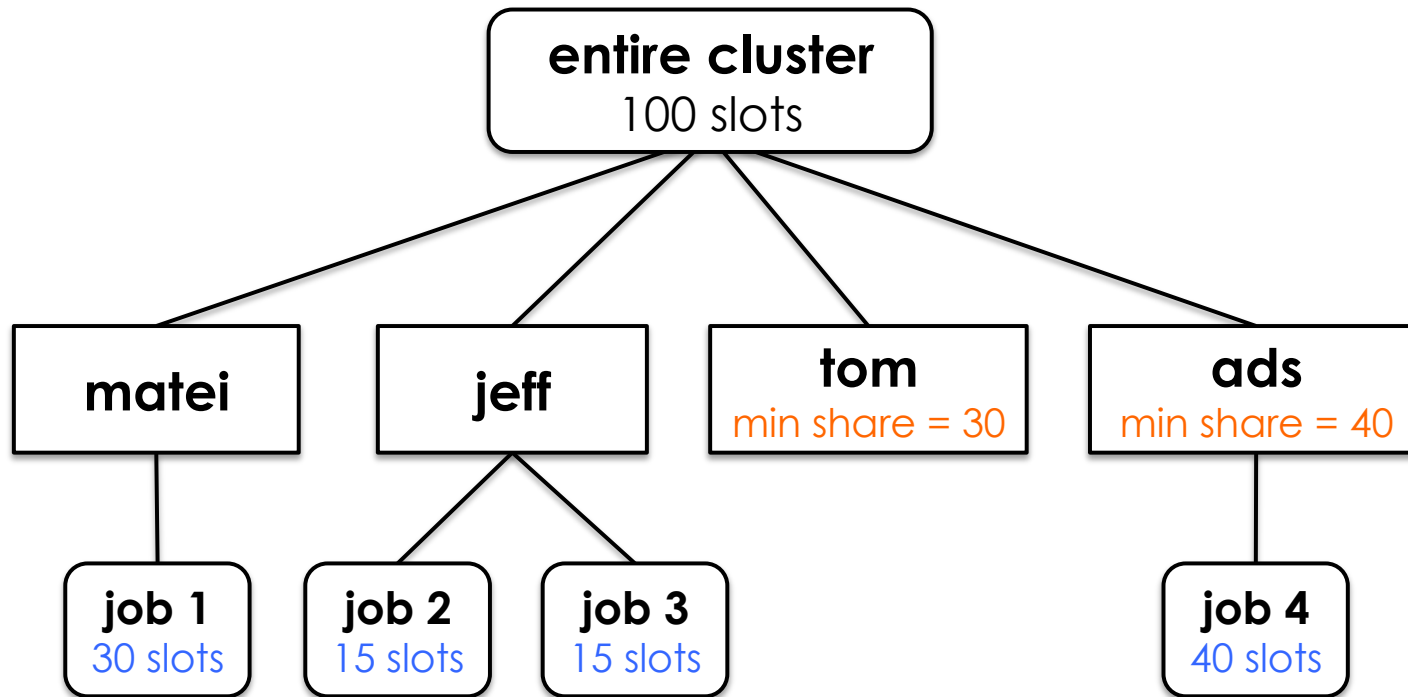 entire cluster
100 slots
matei
jeff
tom
min share = 30
ads
min share = 40
job 1
30 slots
job 2
15 slots
job 3
15 slots
job 4
40 slots